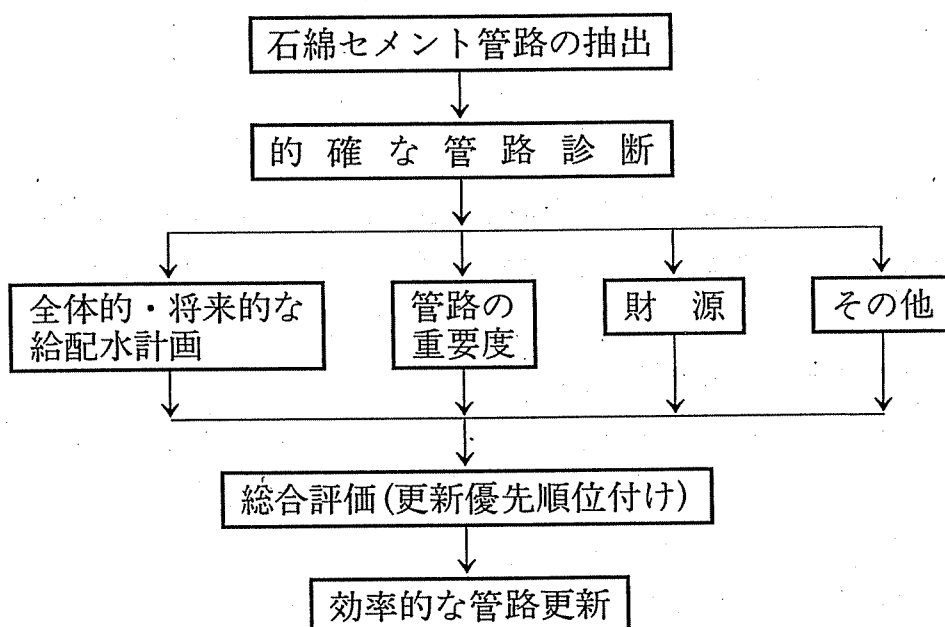 石綿セメント管路の抽出
的確な管路診断
全体的・将来的な
給配水計画
管路の
重要度
財源
その他
総合評価(更新優先順位付け)
効率的な管路更新